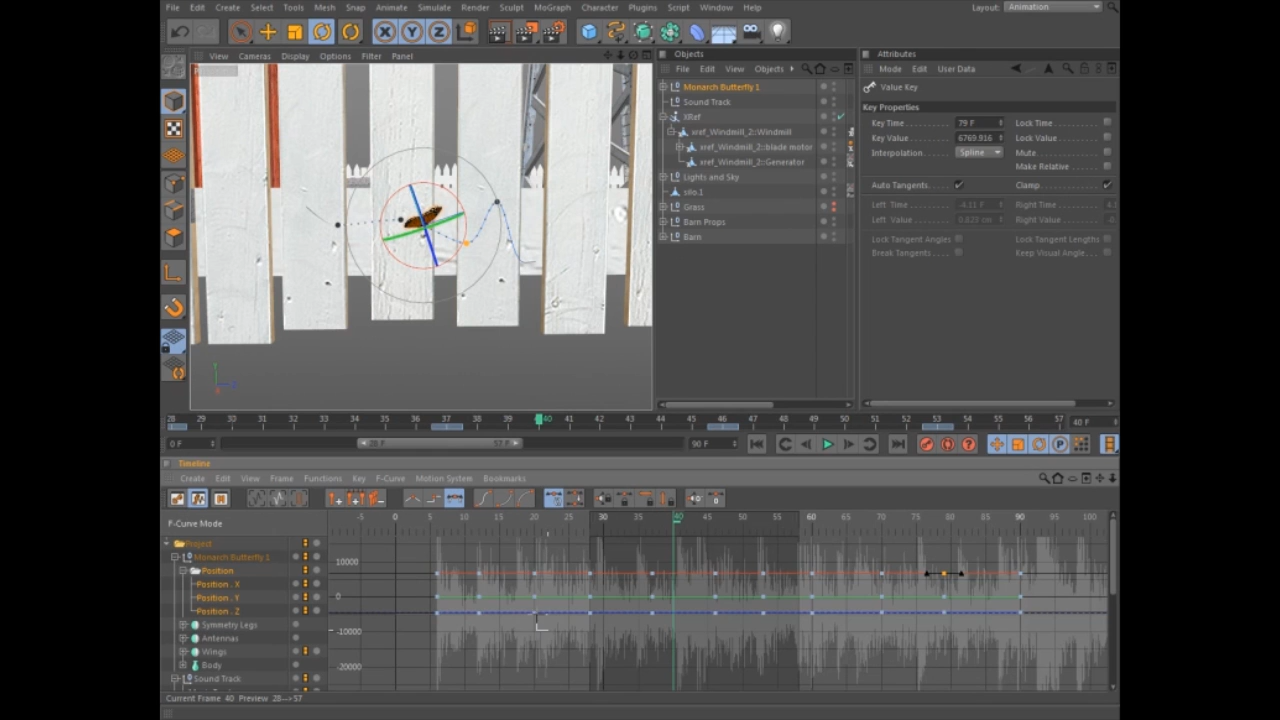 File Edit Create Select Tools Mesh Snap Animate Simulate Render Sculpt MoGraph Character Plugins Script Window Help Layout: Animation
X Y Z
View Cameras Display Options Filter Panel
Objects
File Edit View Objects
Monarch Butterfly 1
Sound Track
XRef
xref_Windmill_2::Windmill
xref_Windmill_2::blade motor
xref_Windmill_2::Generator
Lights and Sky
silo.1
Grass
Barn Props
Barn
Attributes
Mode Edit User Data
Value Key
Key Properties
Key Time 79 F Lock Time
Key Value 6769.916 Lock Value
Interpolation Spline Mute
Make Relative
Auto Tangents Clamp
Left Time -4.11 F Right Time 4.1
Left Value 0.829 cm Right Value
Lock Tangent Angles Lock Tangent Lengths
Break Tangents Keep Visual Angle
28 29 30 31 32 33 34 35 36 37 38 39 40 41 42 43 44 45 46 47 48 49 50 51 52 53 54 55 56 57 40 F
0 F 28 F 57 F 90 F
Timeline
Create Edit View Frame Functions Key F-Curve Motion System Bookmarks
F-Curve Mode
-5 0 5 10 15 20 25 30 35 40 45 50 55 60 65 70 75 80 85 90 95 100
Project
Monarch Butterfly 1
Position
Position . X
Position . Y
Position . Z
Symmetry Legs
Antennas
Wings
Body
Sound Track
10000
0
-10000
-20000
Current Frame 40 Preview 28-->57